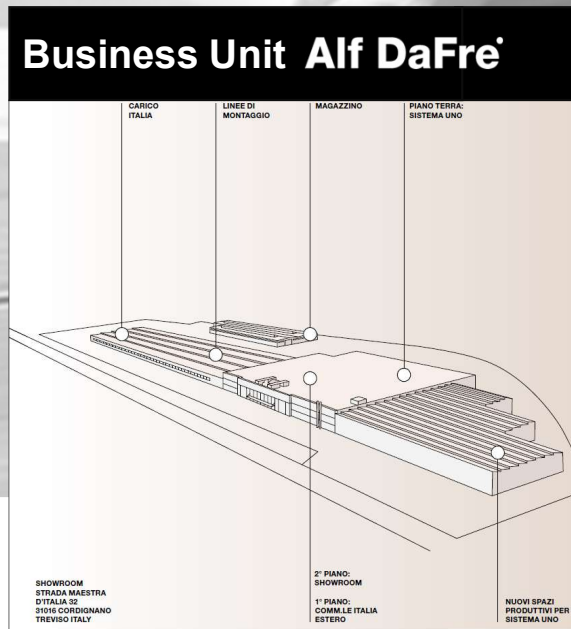 Business Unit Alf DaFrè
CARICO
ITALIA
LINEE DI
MONTAGGIO
MAGAZZINO
PIANO TERRA:
SISTEMA UNO
SHOWROOM
STRADA MAESTRA
D'ITALIA 32
31016 CORDIGNANO
TREVISO ITALY
2° PIANO:
SHOWROOM
1° PIANO:
COMM.LE ITALIA
ESTERO
NUOVI SPAZI
PRODUTTIVI PER
SISTEMA UNO